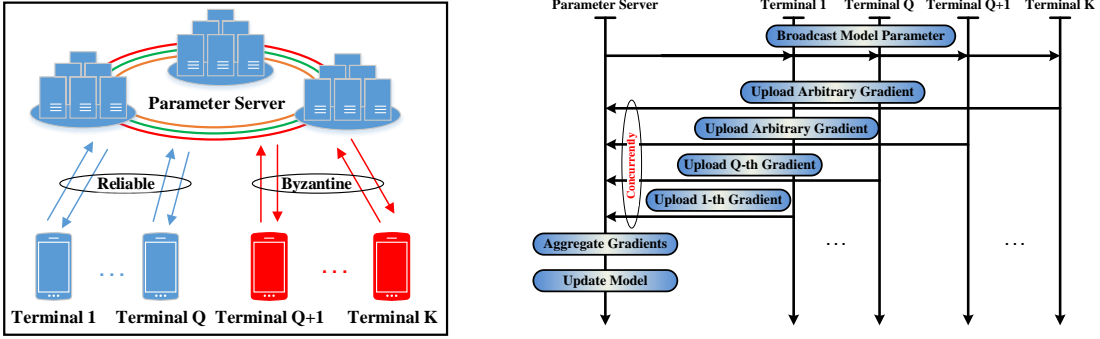 Parameter Server
Reliable
Byzantine
Terminal 1
Terminal Q
Terminal Q+1
Terminal K
Parameter Server
Terminal 1
Terminal Q
Terminal Q+1
Terminal K
Broadcast Model Parameter
Upload Arbitrary Gradient
Upload Arbitrary Gradient
Concurrently
Upload Q-th Gradient
Upload 1-th Gradient
Aggregate Gradients
Update Model